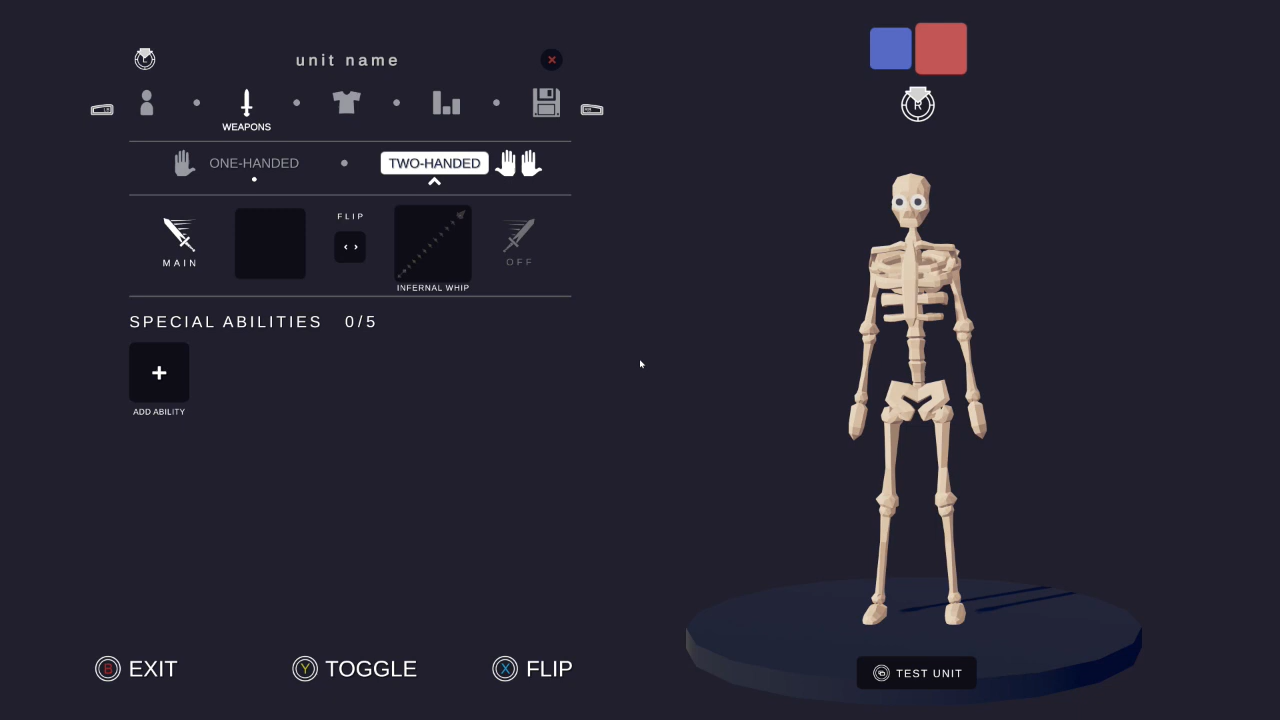 unit name
WEAPONS
ONE-HANDED
TWO-HANDED
MAIN
FLIP
INFERNAL WHIP
OFF
SPECIAL ABILITIES 0/5
+
ADD ABILITY
R
B EXIT
Y TOGGLE
X FLIP
TEST UNIT